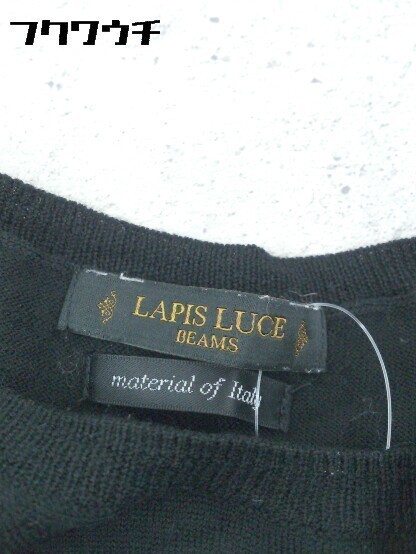 フクワウチ
LAPIS LUCE
BEAMS
material of Italy